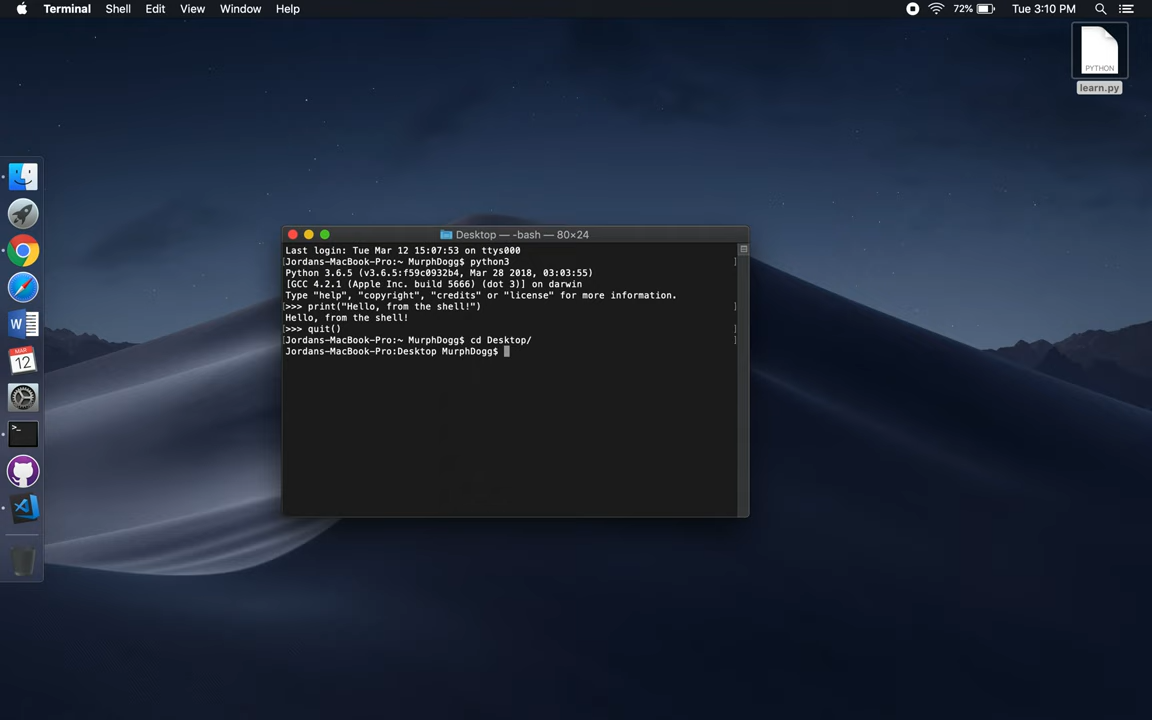 Terminal Shell Edit View Window Help 72% Tue 3:10 PM
PYTHON
learn.py
Desktop — -bash — 80×24
Last login: Tue Mar 12 15:07:53 on ttys000
[Jordans-MacBook-Pro:~ MurphDogg$ python3 ]
Python 3.6.5 (v3.6.5:f59c0932b4, Mar 28 2018, 03:03:55)
[GCC 4.2.1 (Apple Inc. build 5666) (dot 3)] on darwin
Type "help", "copyright", "credits" or "license" for more information.
[>>> print("Hello, from the shell!") ]
Hello, from the shell!
[>>> quit() ]
[Jordans-MacBook-Pro:~ MurphDogg$ cd Desktop/ ]
Jordans-MacBook-Pro:Desktop MurphDogg$
W
MAR
12
>_